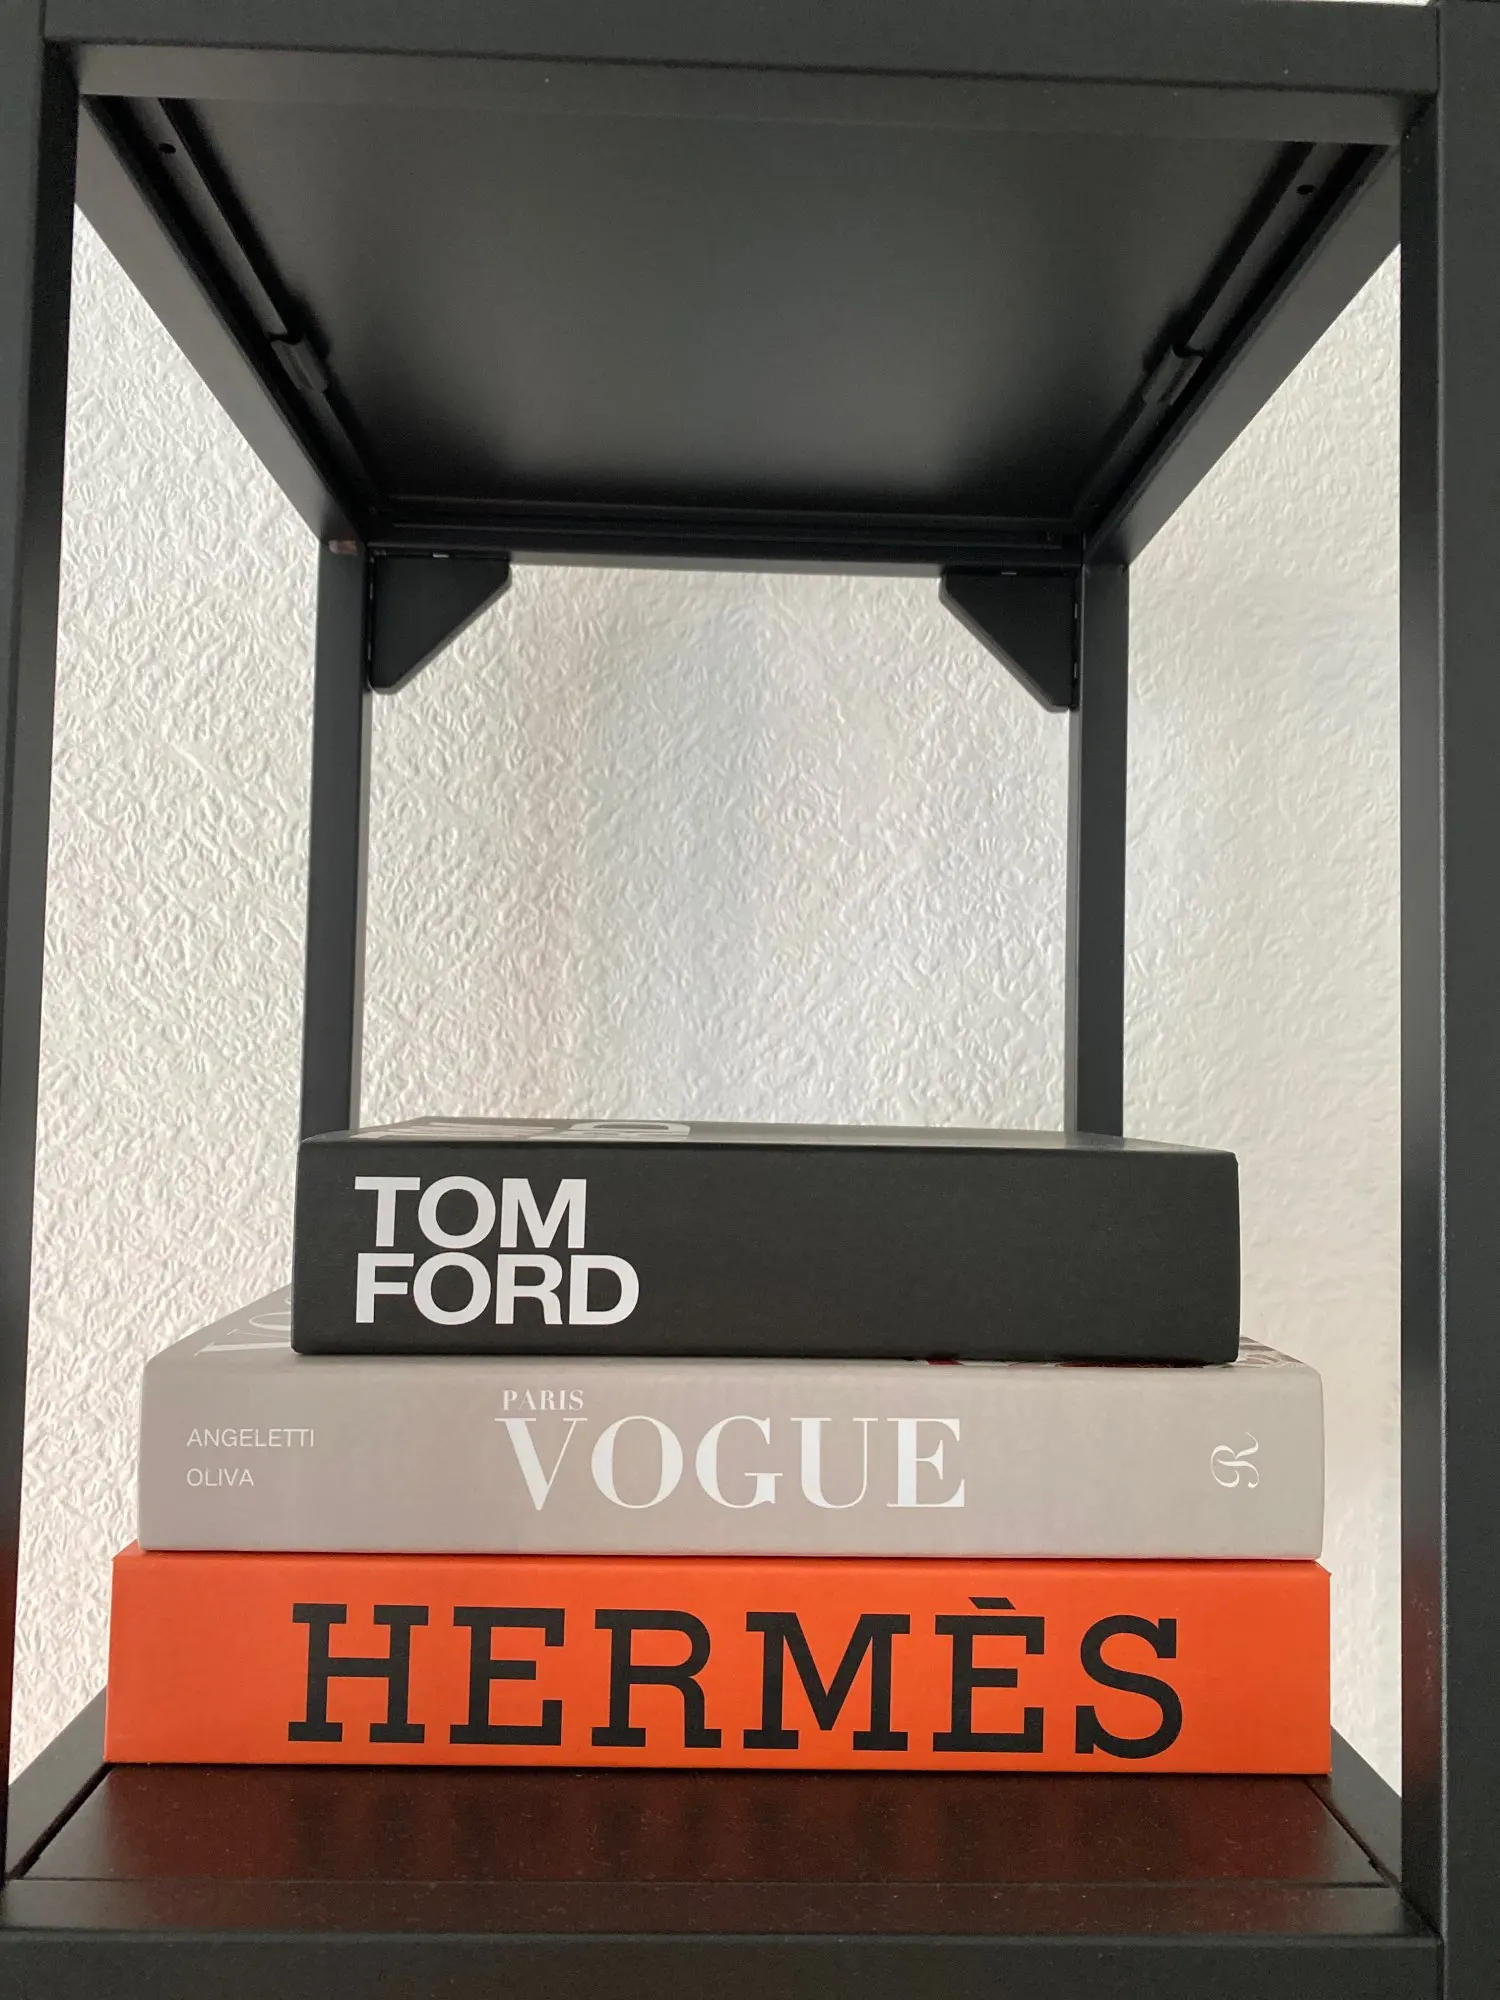 TOM
FORD
PARIS
VOGUE
ANGELETTI
OLIVA
R
HERMÈS